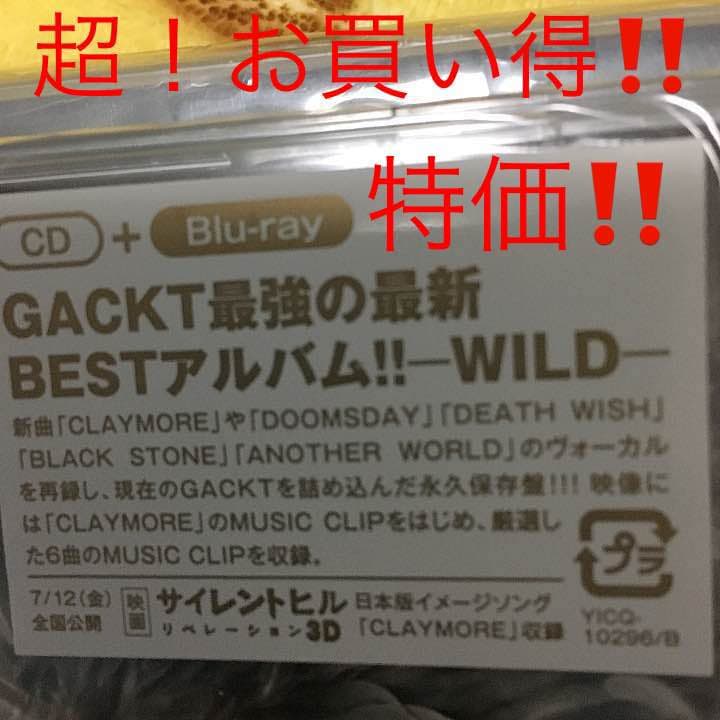 超！お買い得‼️
特価‼️
CD + Blu-ray
GACKT最強の最新
BESTアルバム!!―WILD―
新曲「CLAYMORE」や「DOOMSDAY」「DEATH WISH」
「BLACK STONE」「ANOTHER WORLD」のヴォーカル
を再録し、現在のGACKTを詰め込んだ永久保存盤!!! 映像に
は「CLAYMORE」のMUSIC CLIPをはじめ、厳選し
た6曲のMUSIC CLIPを収録。
プラ
7/12(金)
全国公開
映画
サイレントヒル
リベレーション3D
日本版イメージソング
「CLAYMORE」収録
YICQ-
10296/B